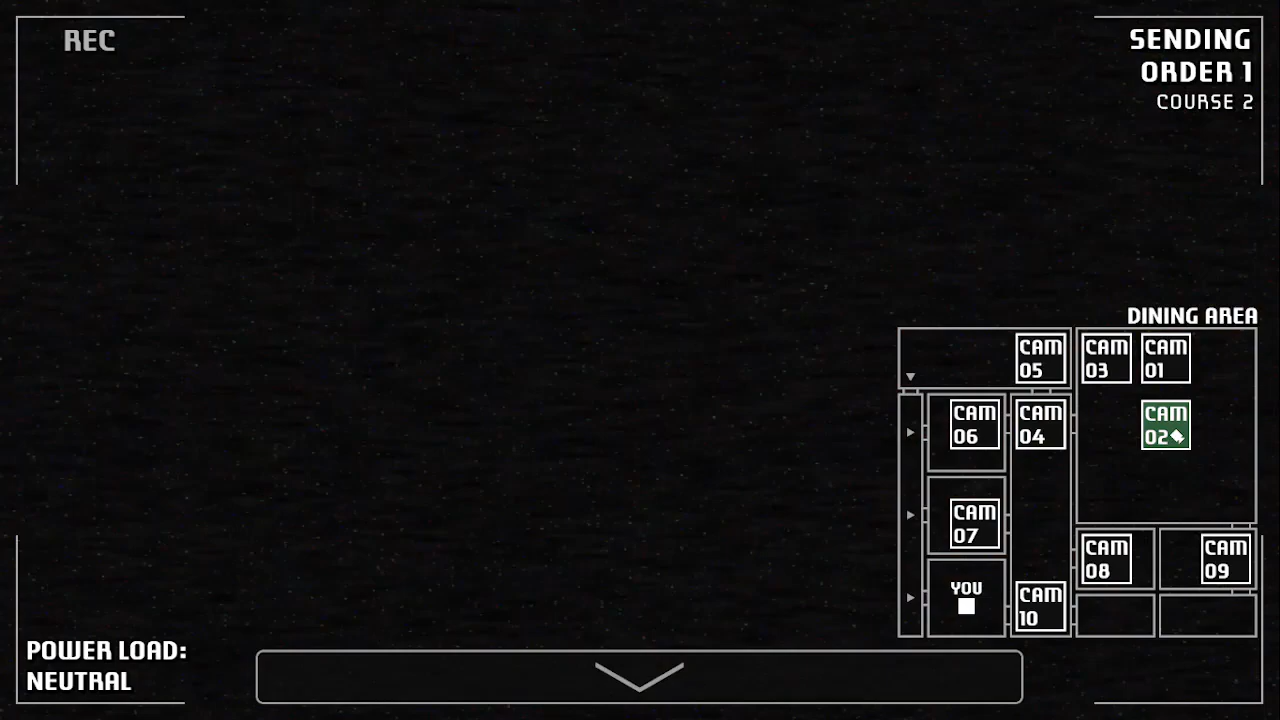 REC
SENDING
ORDER 1
COURSE 2
DINING AREA
CAM
05
CAM
03
CAM
01
CAM
06
CAM
04
CAM
02
CAM
07
CAM
08
CAM
09
YOU
CAM
10
POWER LOAD:
NEUTRAL